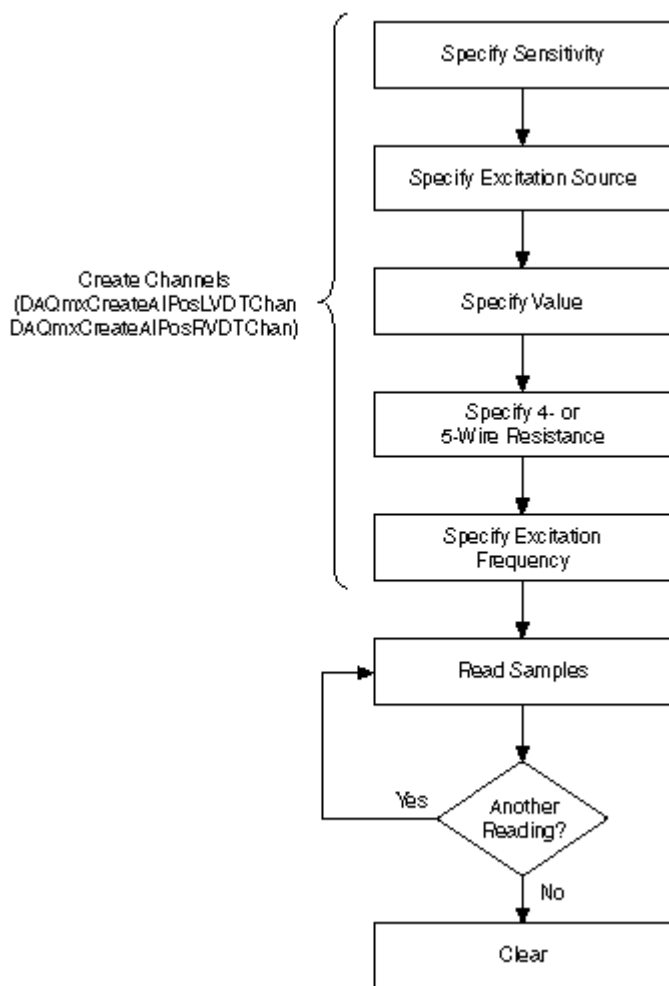 Specify Sensitivity
Specify Excitation Source
Create Channels
(DAQmxCreateAIPosLVDTChan
DAQmxCreateAIPosRVDTChan)
Specify Value
Specify 4- or
5-Wire Resistance
Specify Excitation
Frequency
Read Samples
Yes
Another
Reading?
No
Clear